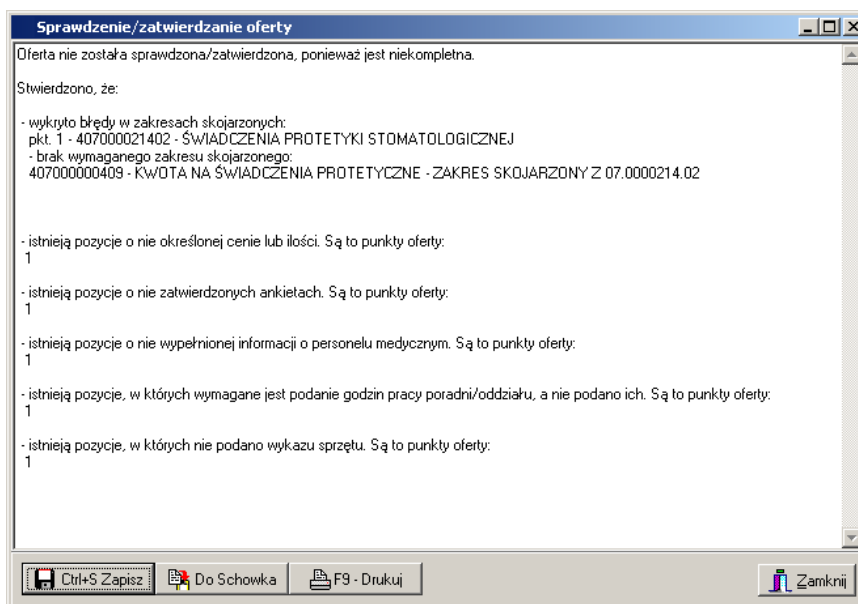 Sprawdzenie/zatwierdzanie oferty
Oferta nie została sprawdzona/zatwierdzona, ponieważ jest niekompletna.
Stwierdzono, że:
- wykryto błędy w zakresach skojarzonych:
pkt. 1 - 407000021402 - ŚWIADCZENIA PROTETYKI STOMATOLOGICZNEJ
- brak wymaganego zakresu skojarzonego:
407000000409 - KWOTA NA ŚWIADCZENIA PROTETYCZNE - ZAKRES SKOJARZONY Z 07.0000214.02
- istnieją pozycje o nie określonej cenie lub ilości. Są to punkty oferty:
1
- istnieją pozycje o nie zatwierdzonych ankietach. Są to punkty oferty:
1
- istnieją pozycje o nie wypełnionej informacji o personelu medycznym. Są to punkty oferty:
1
- istnieją pozycje, w których wymagane jest podanie godzin pracy poradni/oddziału, a nie podano ich. Są to punkty oferty:
1
- istnieją pozycje, w których nie podano wykazu sprzętu. Są to punkty oferty:
1
Ctrl+S Zapisz Do Schowka F9 - Drukuj Zamknij